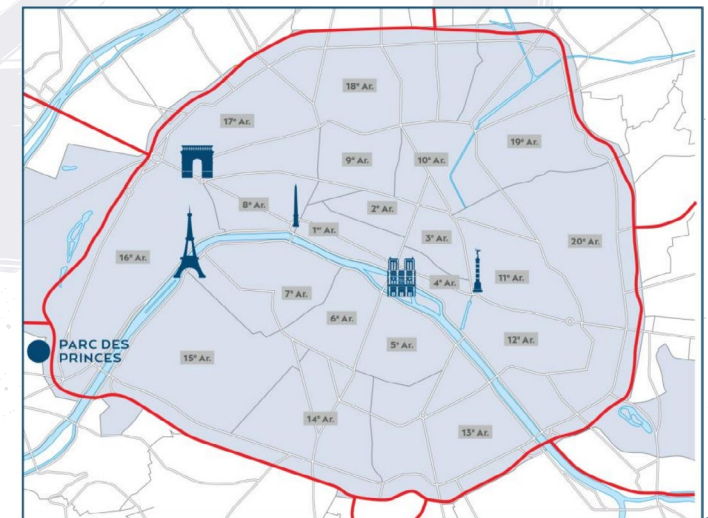 18e Ar.
17e Ar.
19e Ar.
9e Ar.
10e Ar.
8e Ar.
2e Ar.
1er Ar.
3e Ar.
20e Ar.
16e Ar.
11e Ar.
4e Ar.
7e Ar.
6e Ar.
12e Ar.
5e Ar.
PARC DES
PRINCES
15e Ar.
14e Ar.
13e Ar.